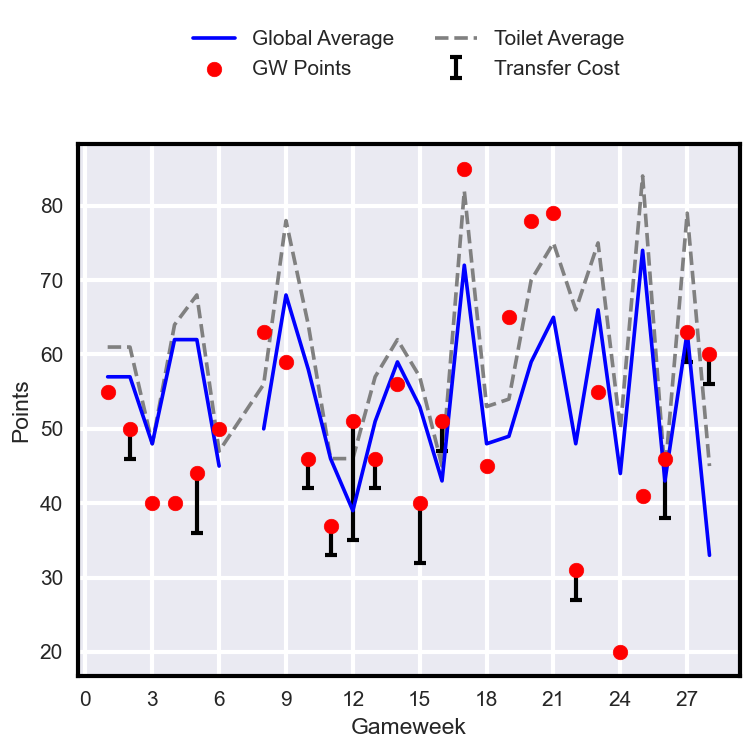 Global Average
Toilet Average
GW Points
Transfer Cost
80
70
60
50
40
30
20
Points
0 3 6 9 12 15 18 21 24 27
Gameweek